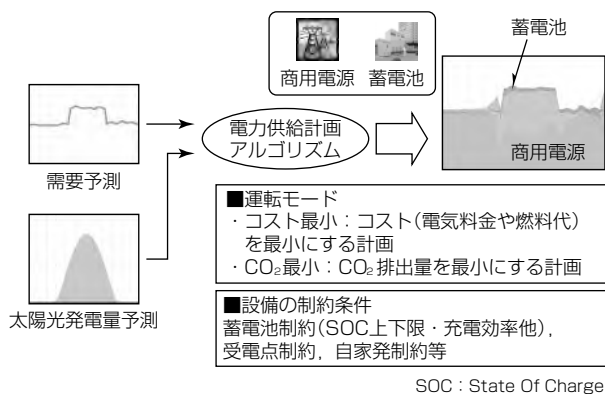 蓄電池
商用電源 蓄電池
需要予測
電力供給計画
アルゴリズム
商用電源
太陽光発電量予測
■運転モード
・コスト最小：コスト(電気料金や燃料代)
を最小にする計画
・CO₂最小：CO₂排出量を最小にする計画
■設備の制約条件
蓄電池制約(SOC上下限・充電効率他)，
受電点制約，自家発制約等
SOC：State Of Charge